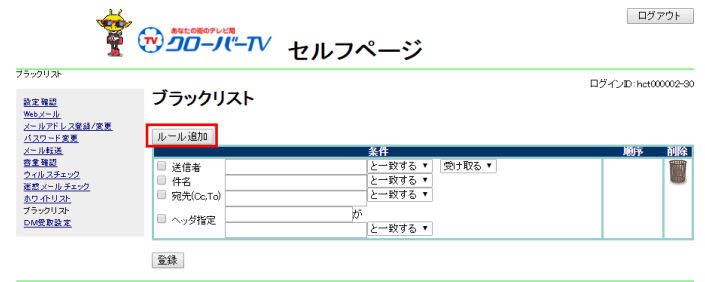 ログアウト
あなたの街のテレビ局
クローバーTV セルフページ
ブラックリスト
ログインID:hct000002-30
設定確認
Webメール
メールアドレス登録/変更
パスワード変更
メール転送
容量確認
ウイルスチェック
迷惑メールチェック
ホワイトリスト
ブラックリスト
DM受取設定
ブラックリスト
ルール追加
条件 順序 削除
送信者 と一致する ▼ 受け取る ▼
件名 と一致する ▼
宛先(Cc,To) と一致する ▼
ヘッダ指定 が
と一致する ▼
登録